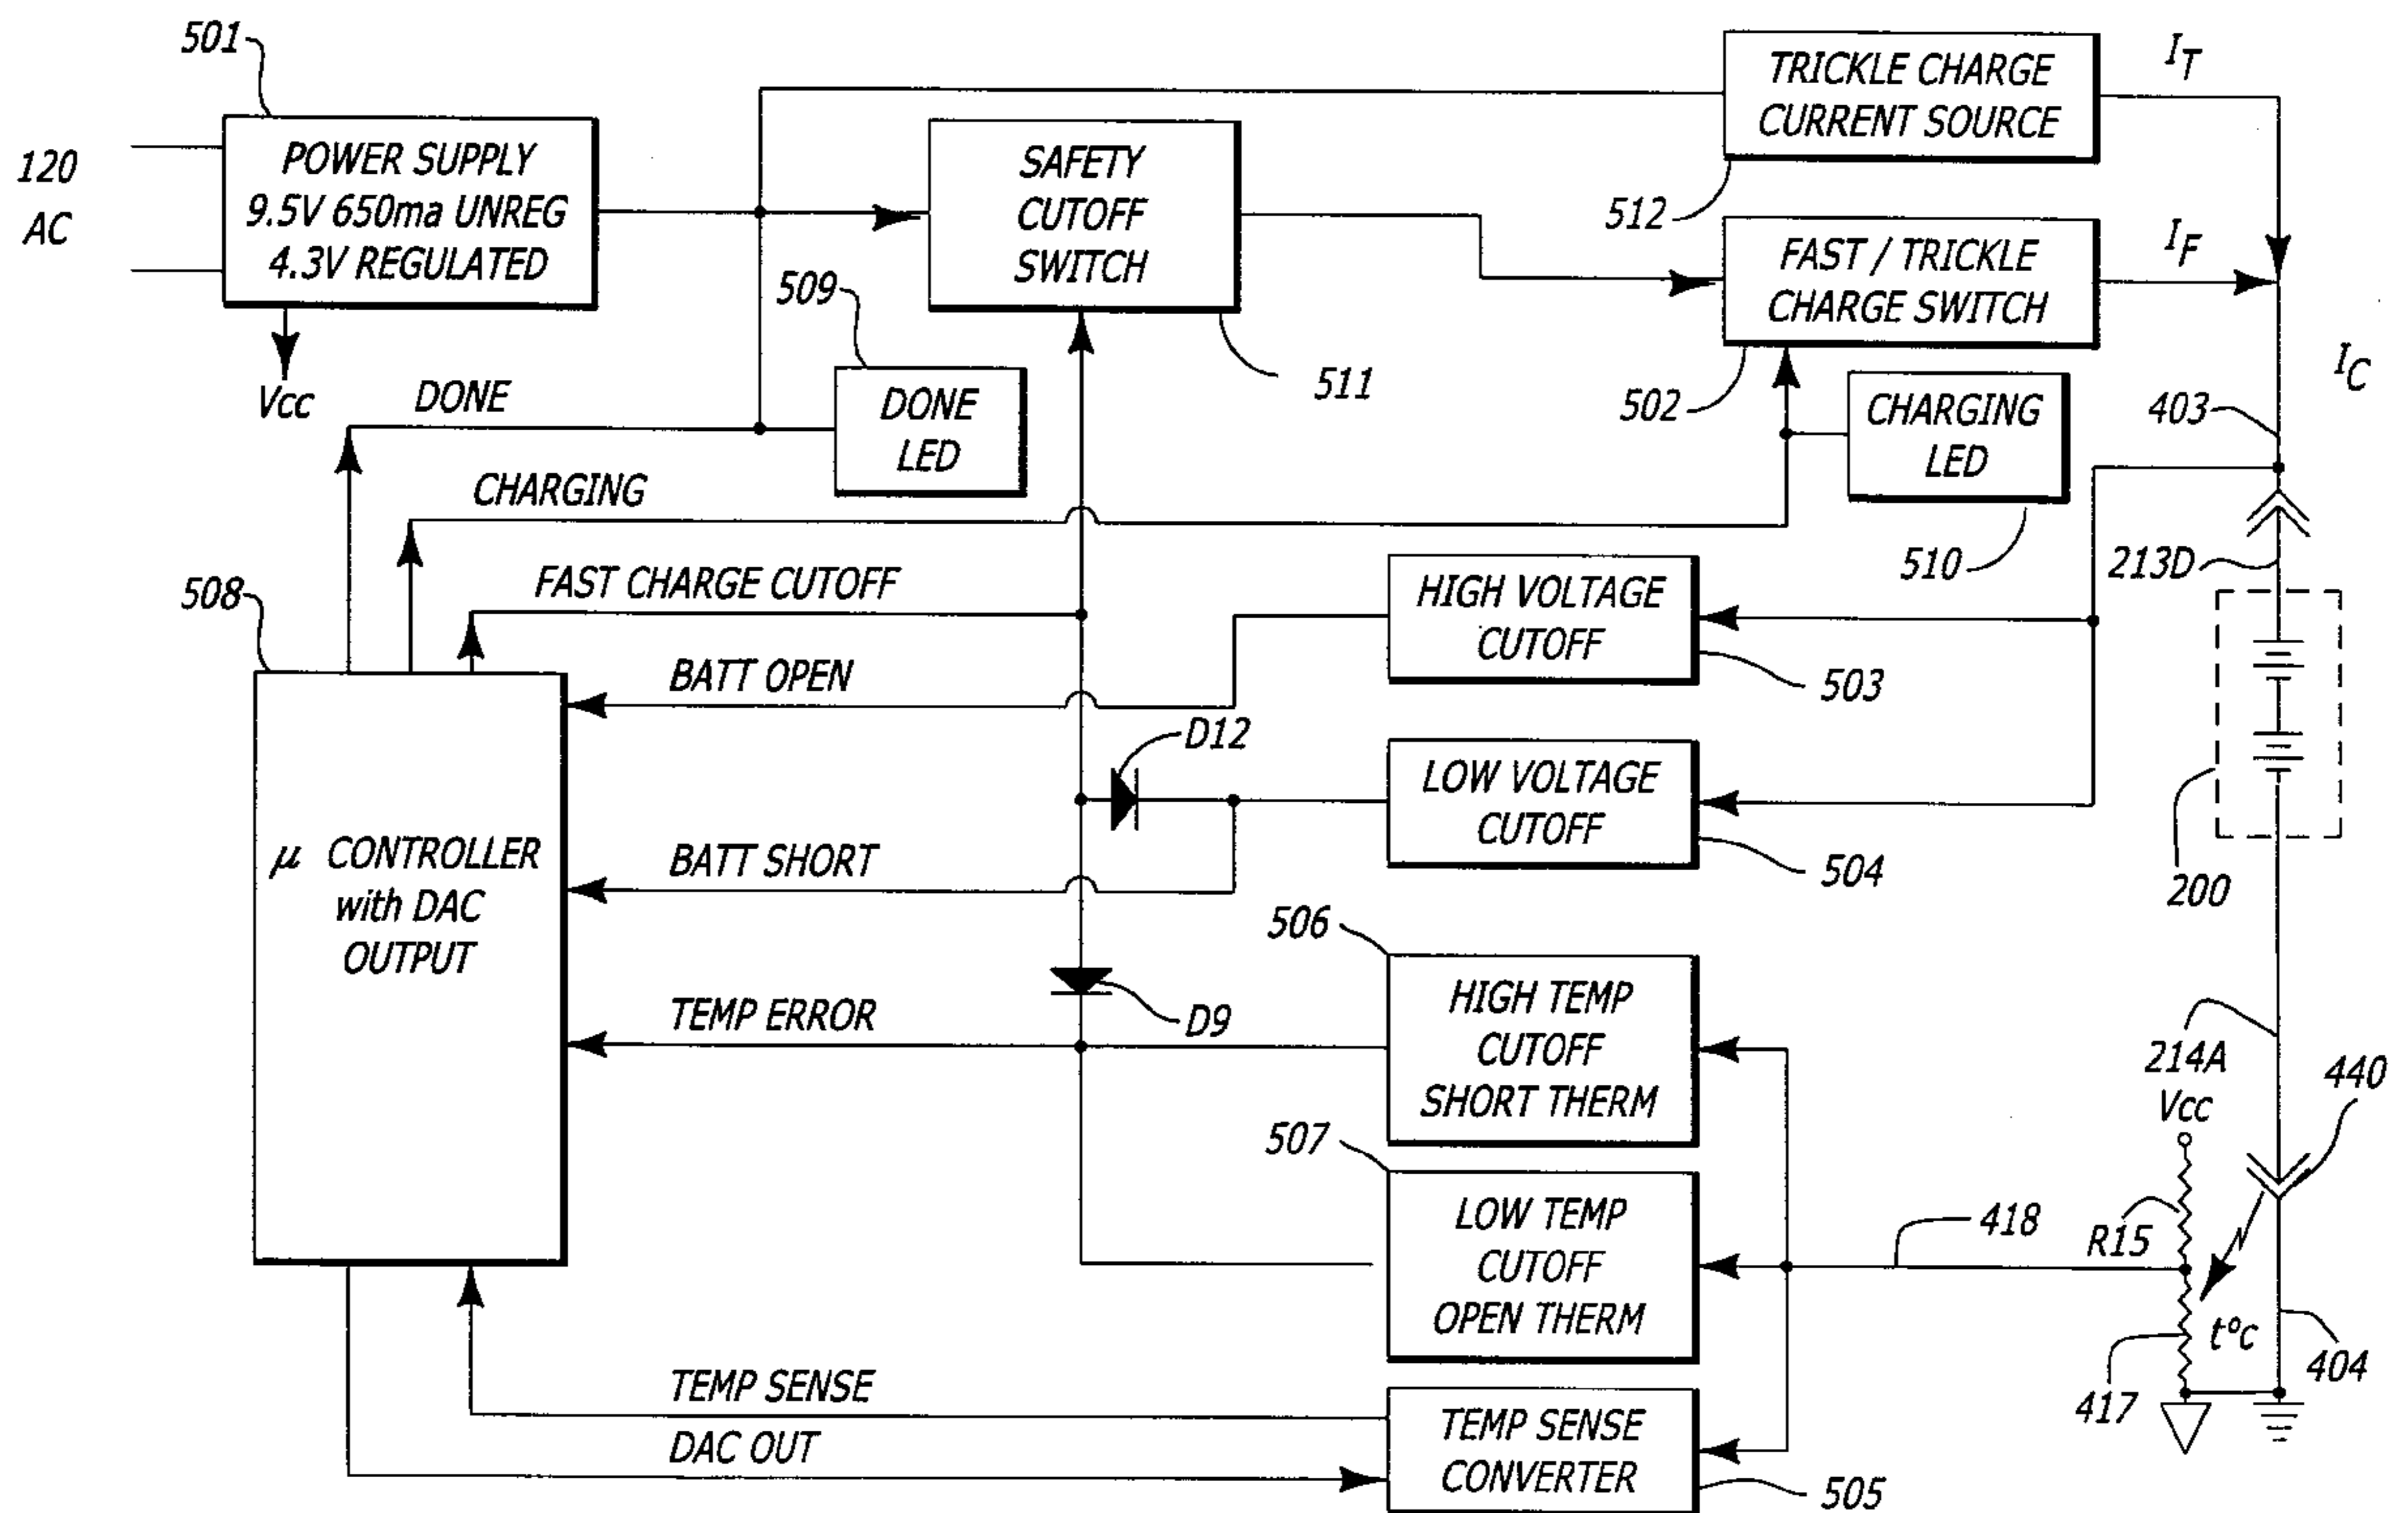 501
120
AC
POWER SUPPLY
9.5V 650ma UNREG
4.3V REGULATED
Vcc
SAFETY
CUTOFF
SWITCH
511
TRICKLE CHARGE
CURRENT SOURCE
512
I_T
FAST / TRICKLE
CHARGE SWITCH
502
I_F
I_C
509
DONE
LED
DONE
CHARGING
LED
510
403
CHARGING
213D
508
FAST CHARGE CUTOFF
HIGH VOLTAGE
CUTOFF
503
BATT OPEN
D12
LOW VOLTAGE
CUTOFF
504
200
μ CONTROLLER
with DAC
OUTPUT
BATT SHORT
506
HIGH TEMP
CUTOFF
SHORT THERM
TEMP ERROR
D9
214A
Vcc
440
507
LOW TEMP
CUTOFF
OPEN THERM
418
R15
t°C
417
404
TEMP SENSE
DAC OUT
TEMP SENSE
CONVERTER
505